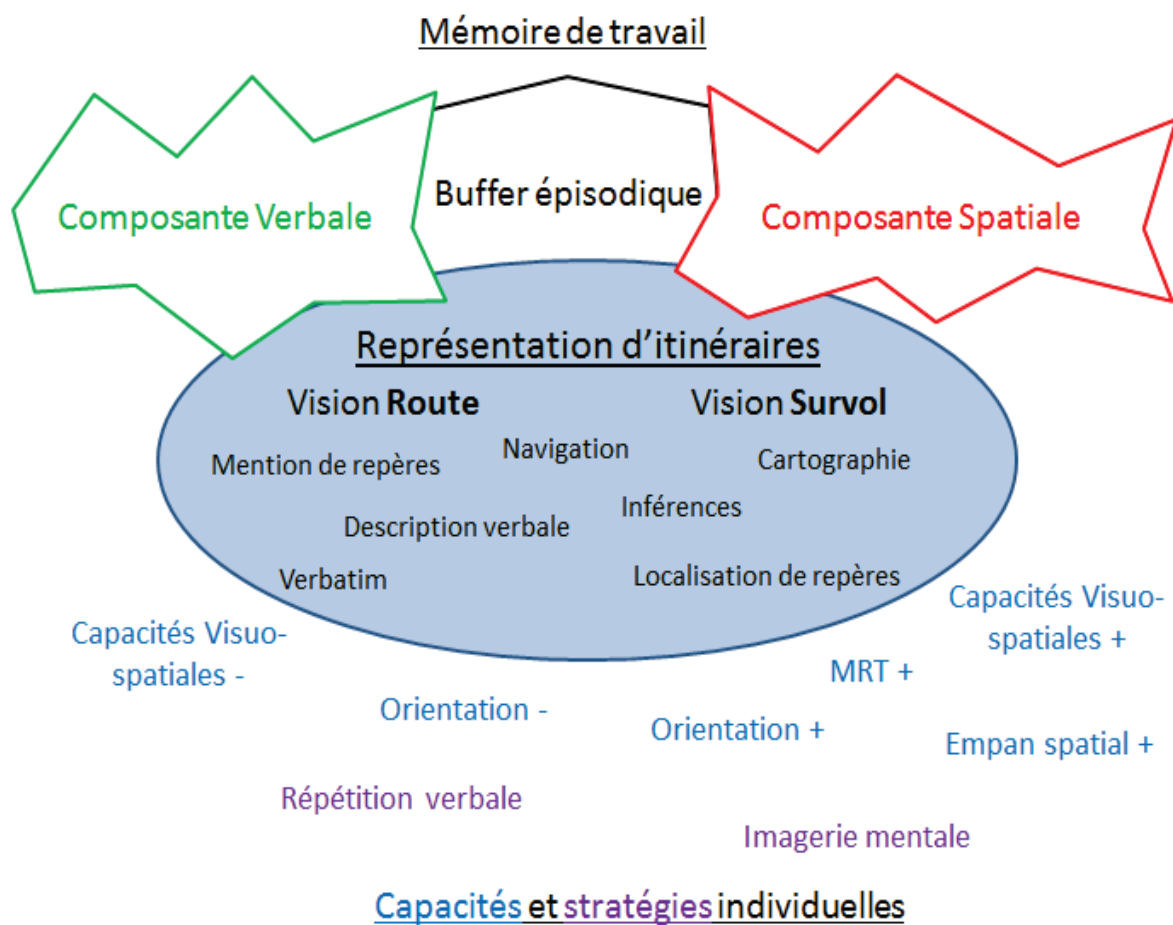 Mémoire de travail
Buffer épisodique
Composante Verbale
Composante Spatiale
Représentation d'itinéraires
Vision Route
Vision Survol
Navigation
Mention de repères
Cartographie
Inférences
Description verbale
Verbatim
Localisation de repères
Capacités Visuo-
spatiales +
Capacités Visuo-
spatiales -
MRT +
Orientation -
Orientation +
Empan spatial +
Répétition verbale
Imagerie mentale
Capacités et stratégies individuelles